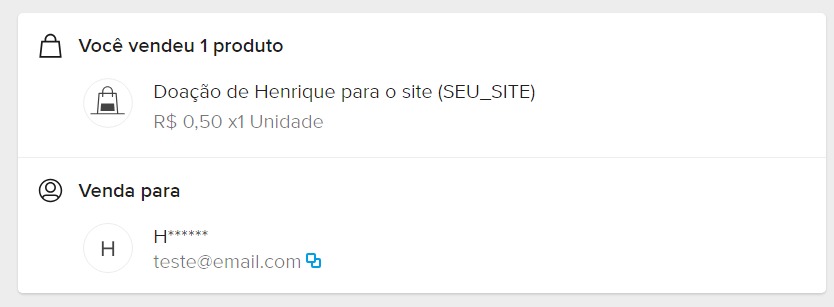 Você vendeu 1 produto
Doação de Henrique para o site (SEU_SITE)
R$ 0,50 x1 Unidade
Venda para
H
H******
teste@email.com